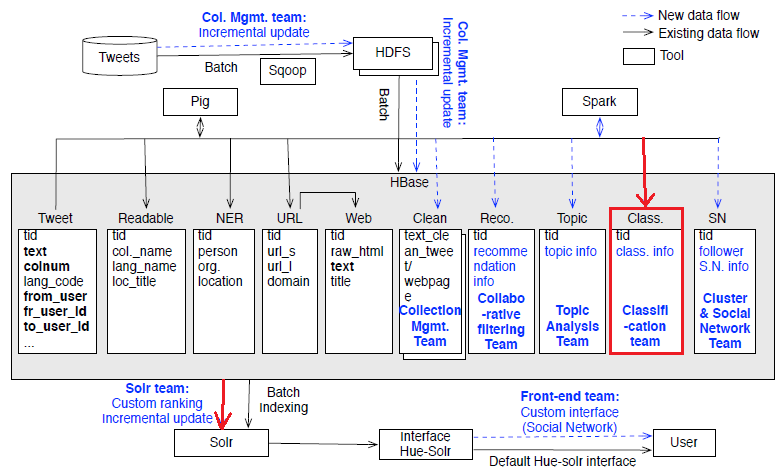 Col. Mgmt. team:
Incremental update
New data flow
Existing data flow
Tool
Tweets
Batch
Sqoop
HDFS
Col. Mgmt. team:
Incremental update
Batch
Pig
Spark
HBase
Tweet
Readable
NER
URL
Web
Clean
Reco.
Topic
Class.
SN
tid
text
colnum
lang_code
from_user
fr_user_id
to_user_id
...
tid
col._name
lang_name
loc_title
tid
person
org.
location
tid
url_s
url_l
domain
tid
raw_html
text
title
text_cle
an_twee
t/
webpag
e
Collection
Mgmt.
Team
tid
recomme
ndation
info
Collabo
-rative
filtering
Team
tid
topic info
Topic
Analysis
Team
tid
class. info
Classifi
-cation
team
tid
follower
S.N. info
Cluster
& Social
Network
Team
Solr team:
Custom ranking
Incremental update
Batch
Indexing
Solr
Interface
Hue-Solr
Front-end team:
Custom interface
(Social Network)
Default Hue-solr interface
User